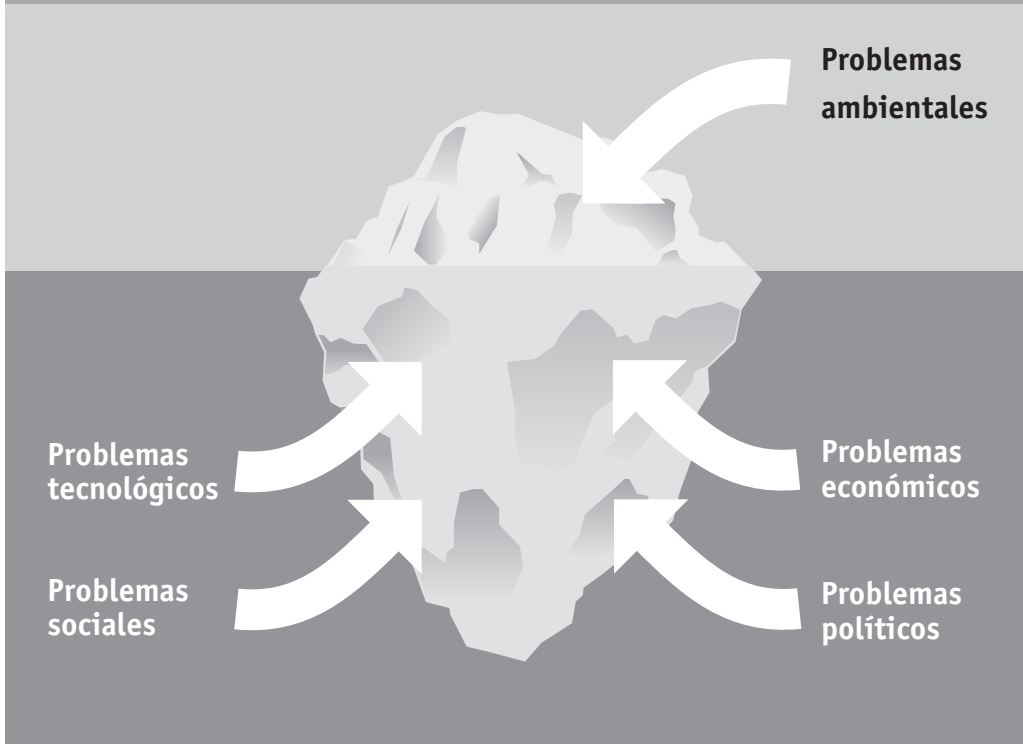 Problemas
ambientales
Problemas
tecnológicos
Problemas
económicos
Problemas
sociales
Problemas
políticos